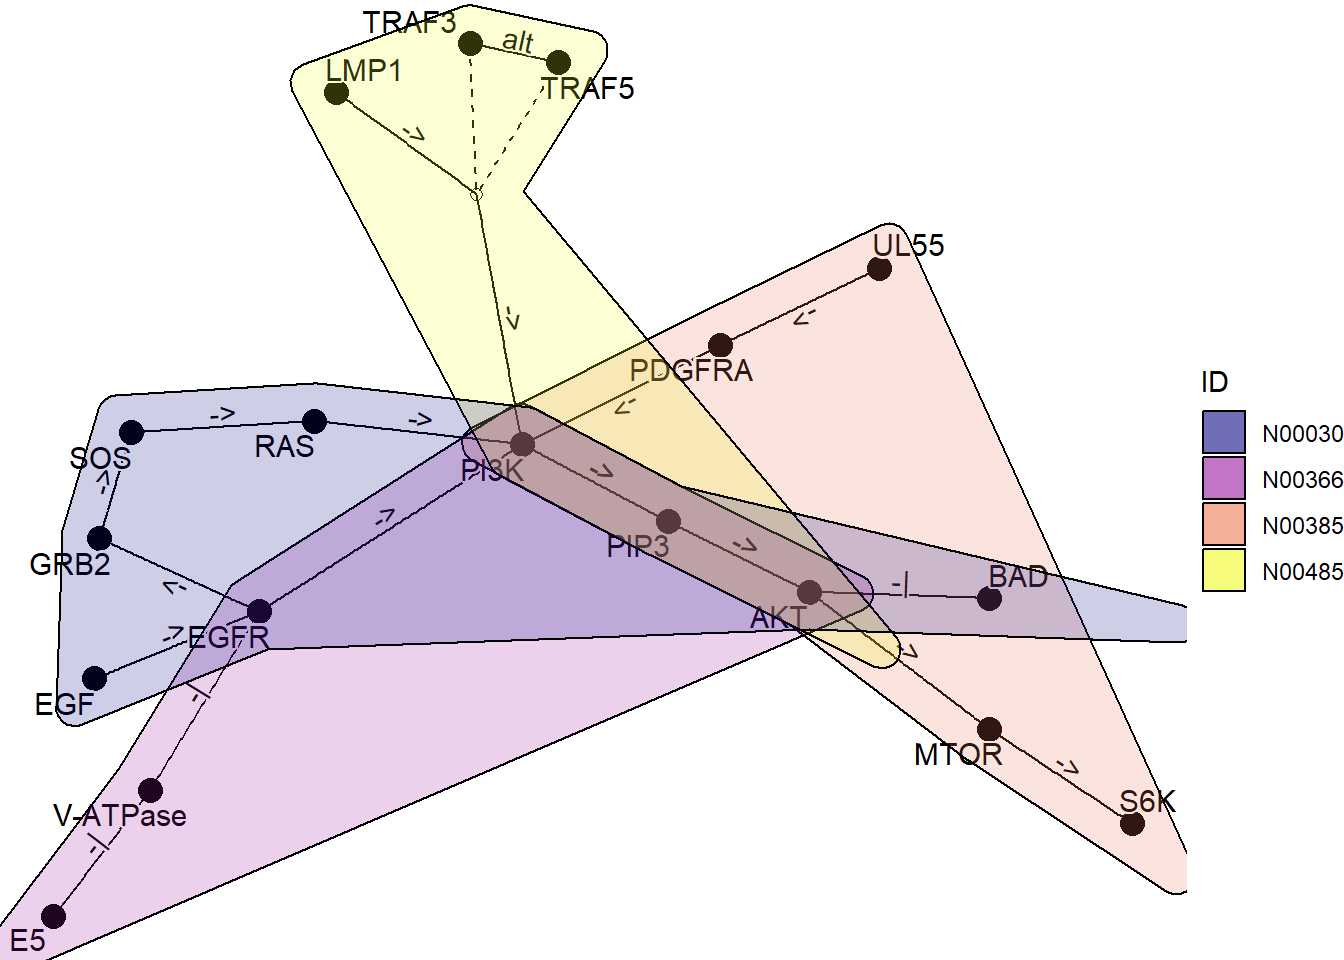 TRAF3
alt
LMP1
TRAF5
->
UL55
->
<-
PDGFRA
<-
ID
N00030
N00366
N00385
N00485
->
->
SOS
RAS
PI3K
->
->
->
GRB2
PIP3
->
<-
-|
BAD
AKT
->
EGFR
->
EGF
-|
MTOR
->
V-ATPase
S6K
-|
E5